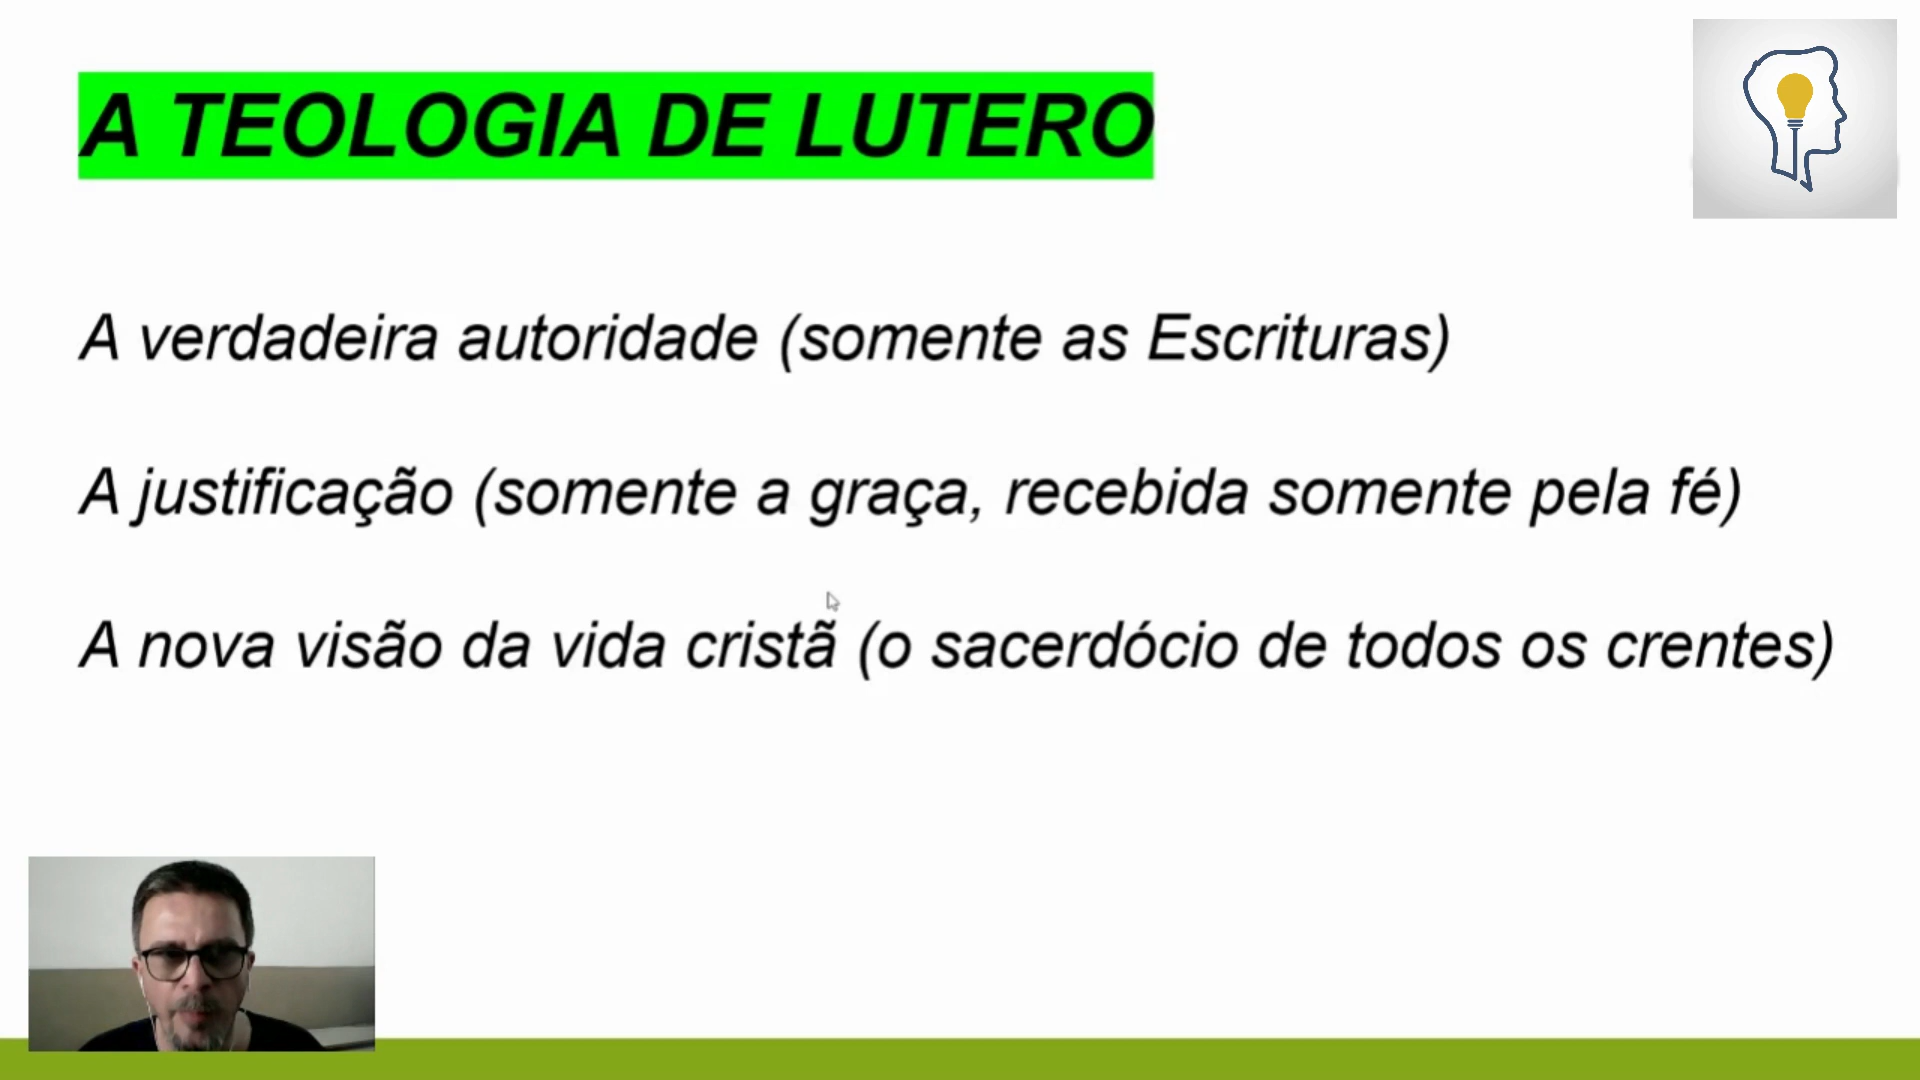 A TEOLOGIA DE LUTERO
A verdadeira autoridade (somente as Escrituras)
A justificação (somente a graça, recebida somente pela fé)
A nova visão da vida cristã (o sacerdócio de todos os crentes)